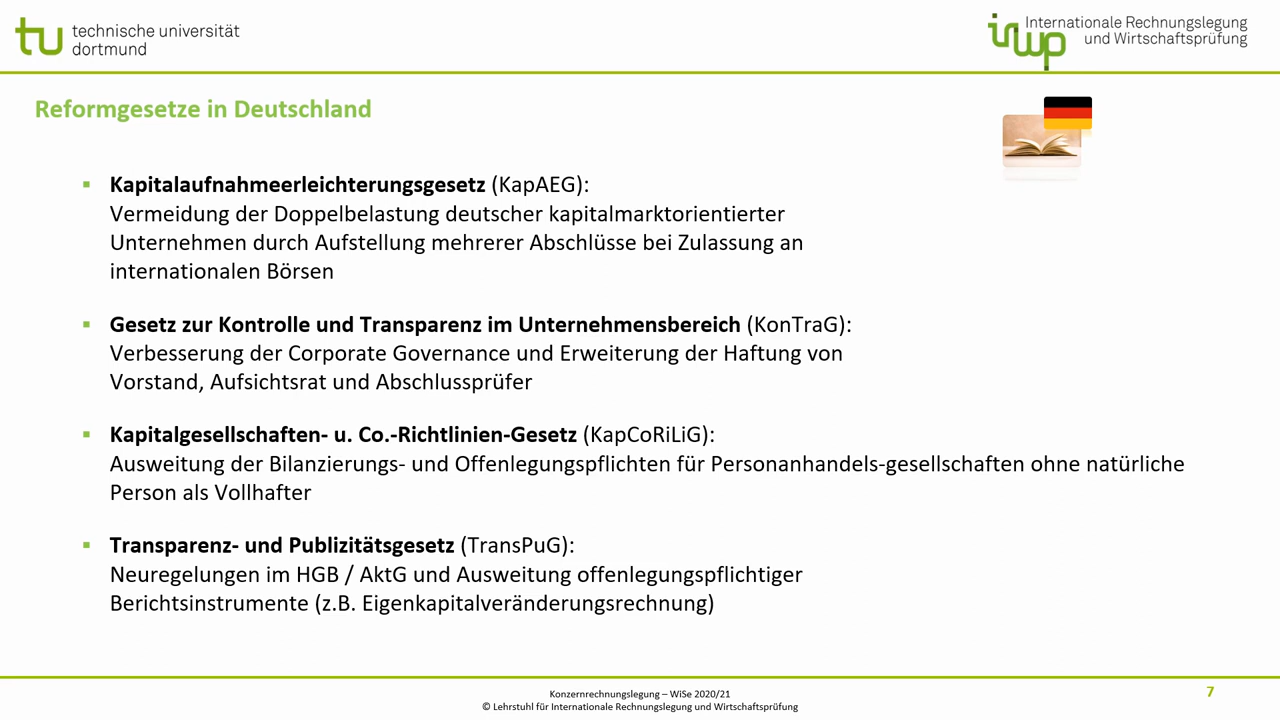 technische universität
dortmund
Internationale Rechnungslegung
und Wirtschaftsprüfung
Reformgesetze in Deutschland
▪ Kapitalaufnahmeerleichterungsgesetz (KapAEG):
Vermeidung der Doppelbelastung deutscher kapitalmarktorientierter
Unternehmen durch Aufstellung mehrerer Abschlüsse bei Zulassung an
internationalen Börsen
▪ Gesetz zur Kontrolle und Transparenz im Unternehmensbereich (KonTraG):
Verbesserung der Corporate Governance und Erweiterung der Haftung von
Vorstand, Aufsichtsrat und Abschlussprüfer
▪ Kapitalgesellschaften- u. Co.-Richtlinien-Gesetz (KapCoRiLiG):
Ausweitung der Bilanzierungs- und Offenlegungspflichten für Personanhandels-gesellschaften ohne natürliche
Person als Vollhafter
▪ Transparenz- und Publizitätsgesetz (TransPuG):
Neuregelungen im HGB / AktG und Ausweitung offenlegungspflichtiger
Berichtsinstrumente (z.B. Eigenkapitalveränderungsrechnung)
Konzernrechnungslegung – WiSe 2020/21
© Lehrstuhl für Internationale Rechnungslegung und Wirtschaftsprüfung
7
tu
irwp